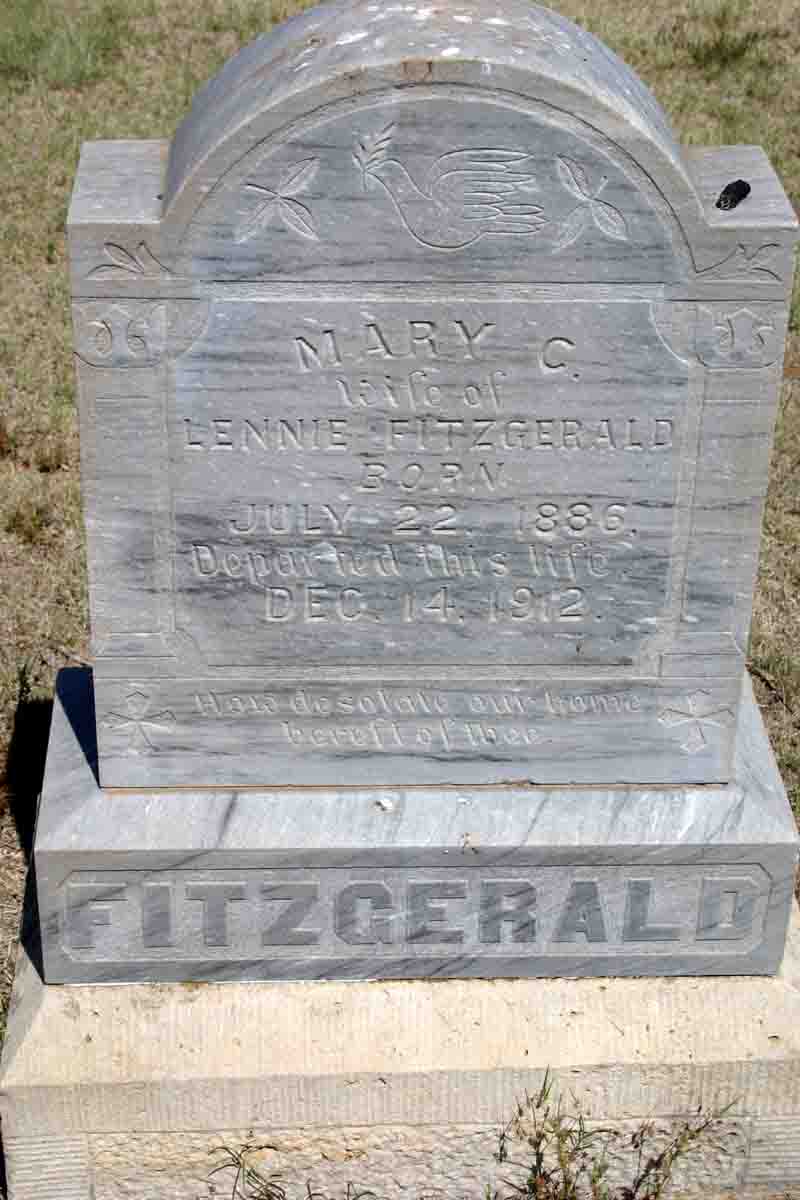 MARY C.
Wife of
LENNIE FITZGERALD
BORN
JULY 22, 1886.
Departed this life
DEC. 14, 1912.
How desolate our home
bereft of thee
FITZGERALD